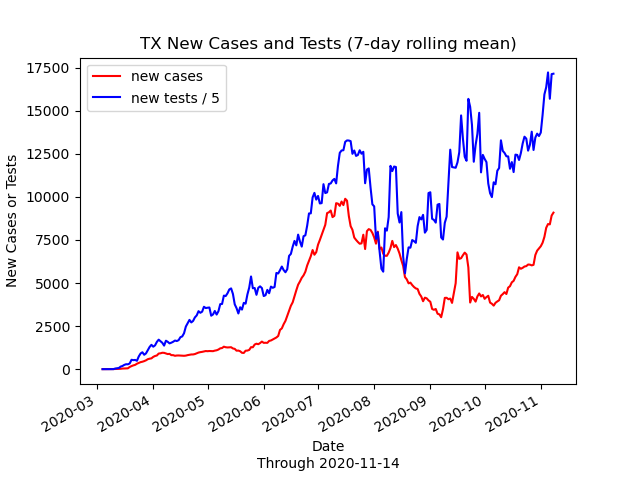 TX New Cases and Tests (7-day rolling mean)
17500
15000
12500
10000
7500
5000
2500
0
New Cases or Tests
new cases
new tests / 5
2020-03
2020-04
2020-05
2020-06
2020-07
2020-08
2020-09
2020-10
2020-11
Date
Through 2020-11-14